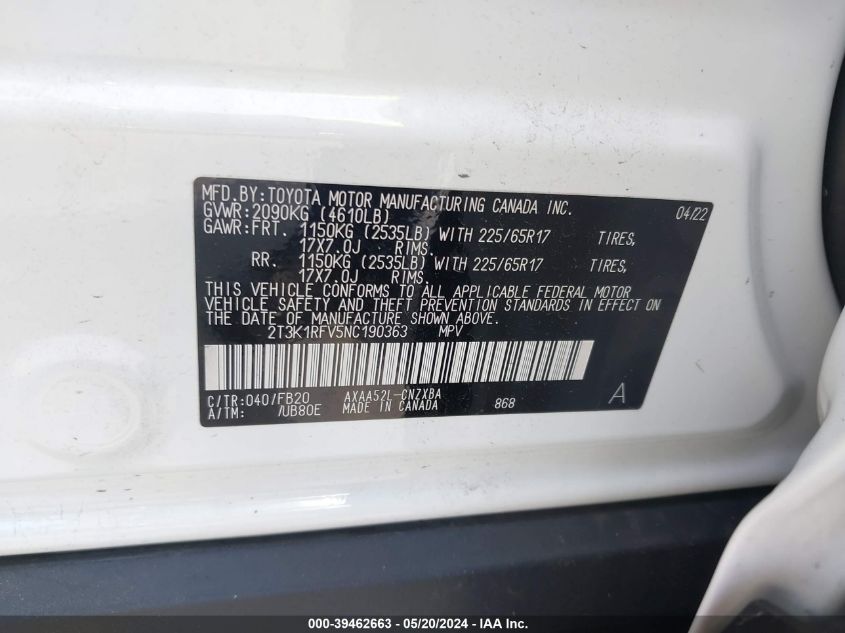 MFD.BY:TOYOTA MOTOR MANUFACTURING CANADA INC. 04/22
GVWR:2090KG (4610LB)
GAWR:FRT. 1150KG (2535LB) WITH 225/65R17 TIRES,
17X7.0J RIMS.
RR. 1150KG (2535LB) WITH 225/65R17 TIRES,
17X7.0J RIMS.
THIS VEHICLE CONFORMS TO ALL APPLICABLE FEDERAL MOTOR
VEHICLE SAFETY AND THEFT PREVENTION STANDARDS IN EFFECT ON
THE DATE OF MANUFACTURE SHOWN ABOVE.
2T3K1RFV5NC190363 MPV
C/TR:040/FB20 AXAA52L-CNZXBA
A/TM: /UB80E MADE IN CANADA 868 A
000-39462663 - 05/20/2024 - IAA Inc.